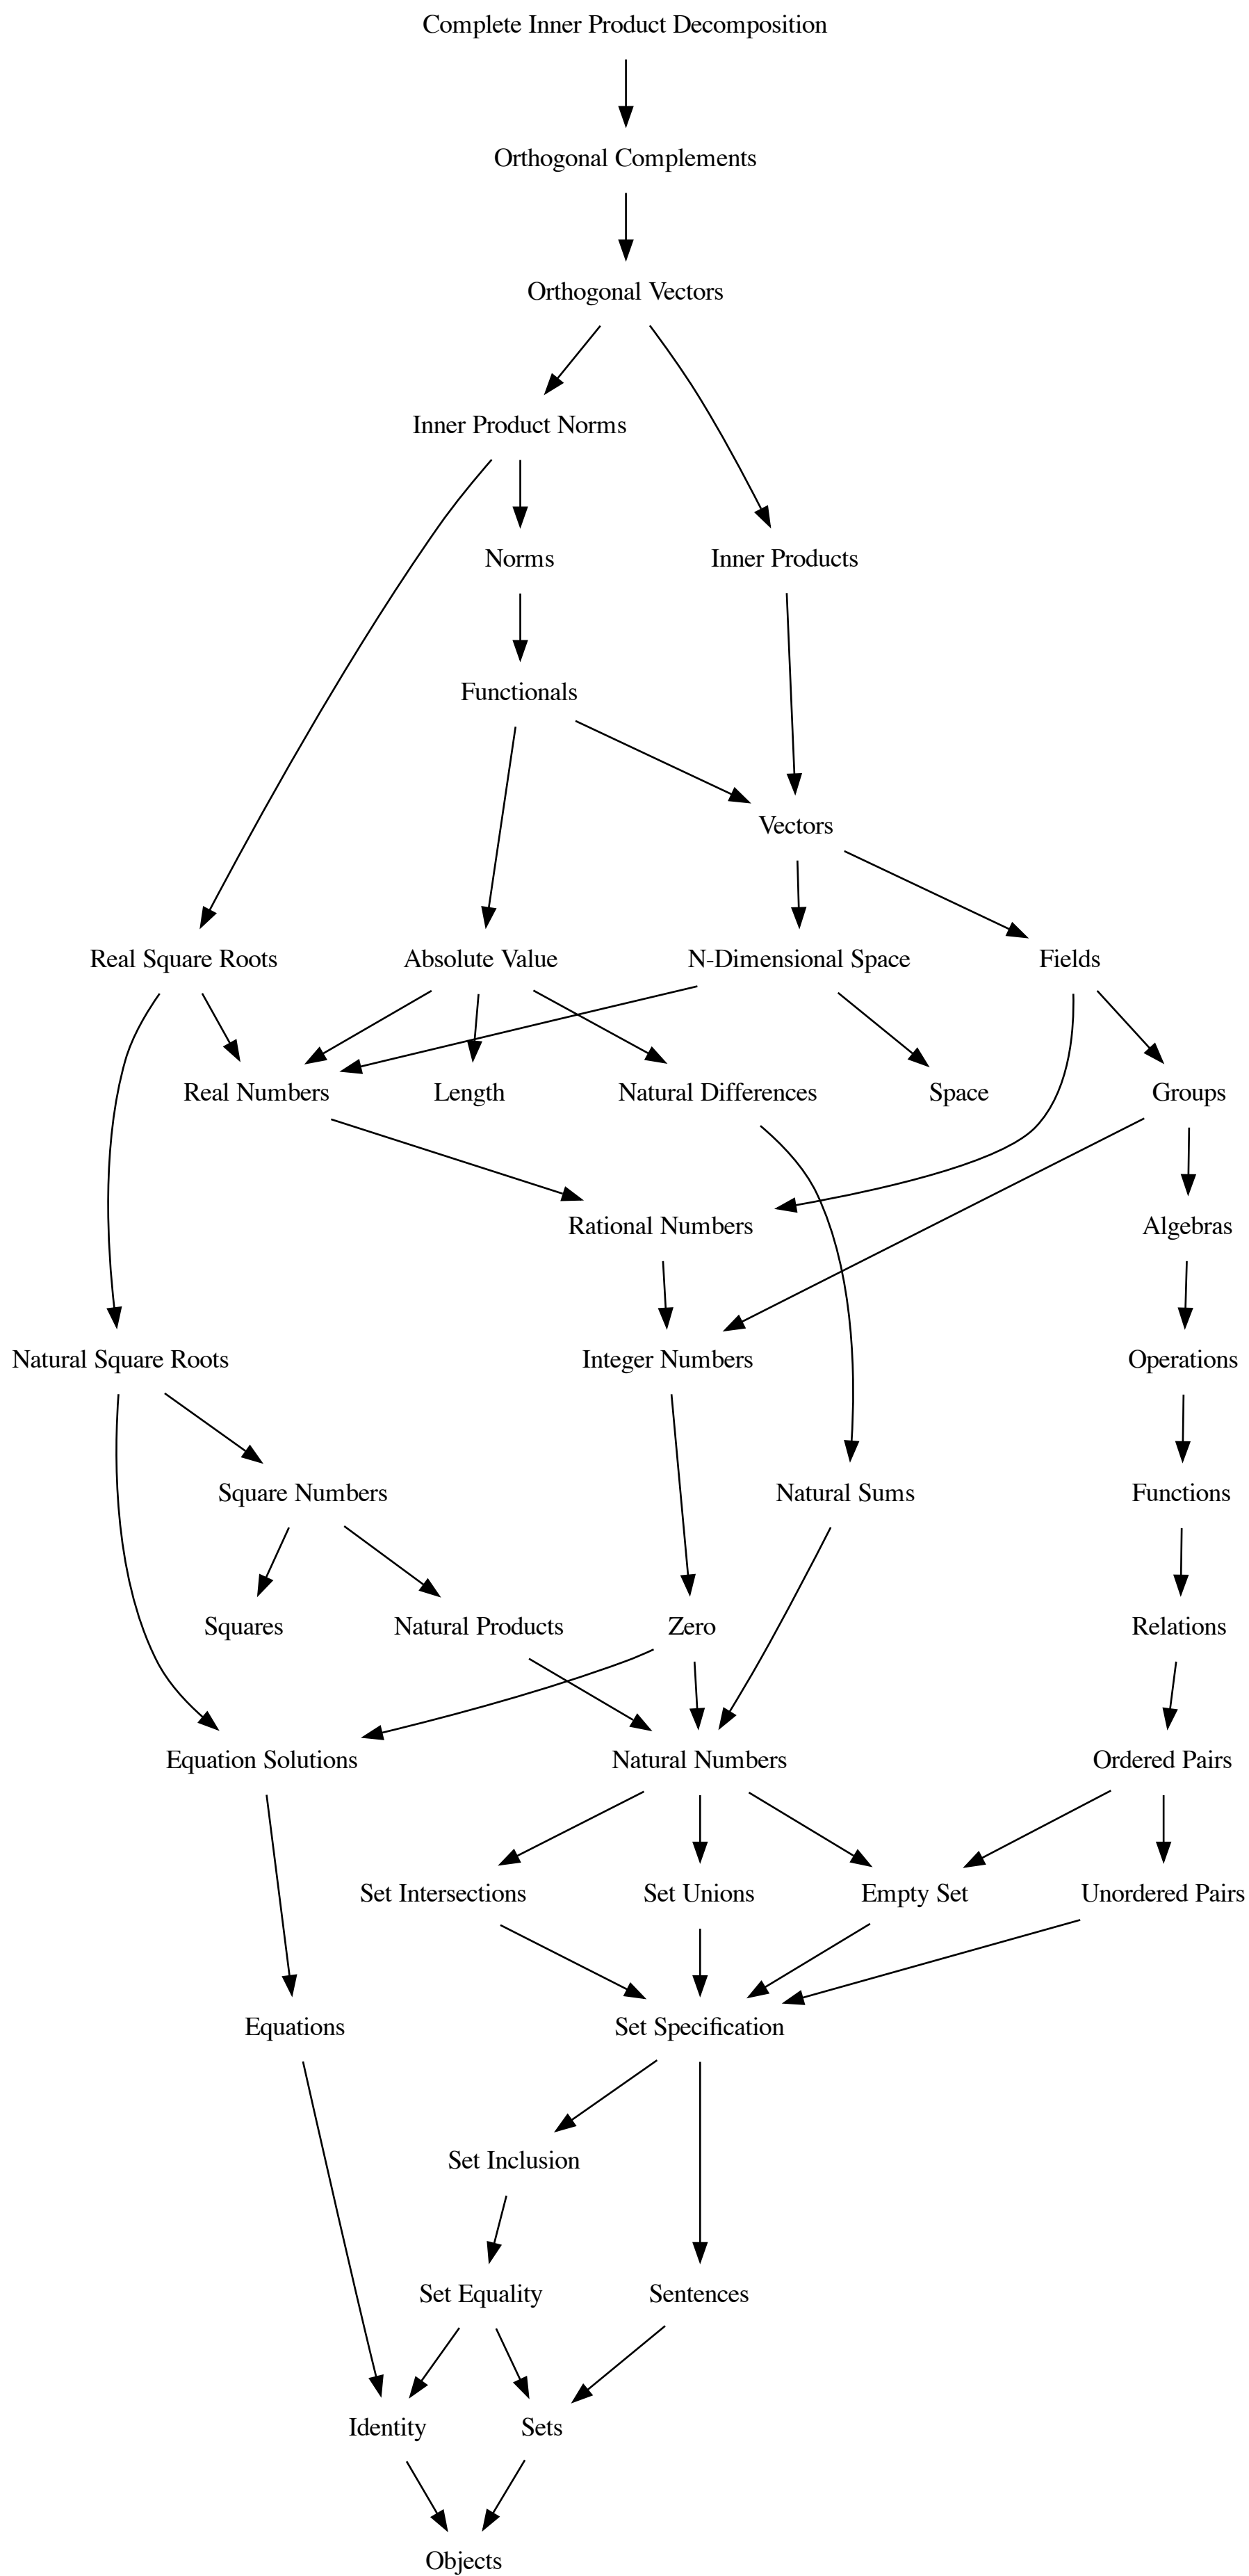 Complete Inner Product Decomposition
Orthogonal Complements
Orthogonal Vectors
Inner Product Norms
Norms
Inner Products
Functionals
Vectors
Real Square Roots
Absolute Value
N-Dimensional Space
Fields
Real Numbers
Length
Natural Differences
Space
Groups
Rational Numbers
Algebras
Natural Square Roots
Integer Numbers
Operations
Square Numbers
Natural Sums
Functions
Squares
Natural Products
Zero
Relations
Equation Solutions
Natural Numbers
Ordered Pairs
Set Intersections
Set Unions
Empty Set
Unordered Pairs
Equations
Set Specification
Set Inclusion
Set Equality
Sentences
Identity
Sets
Objects